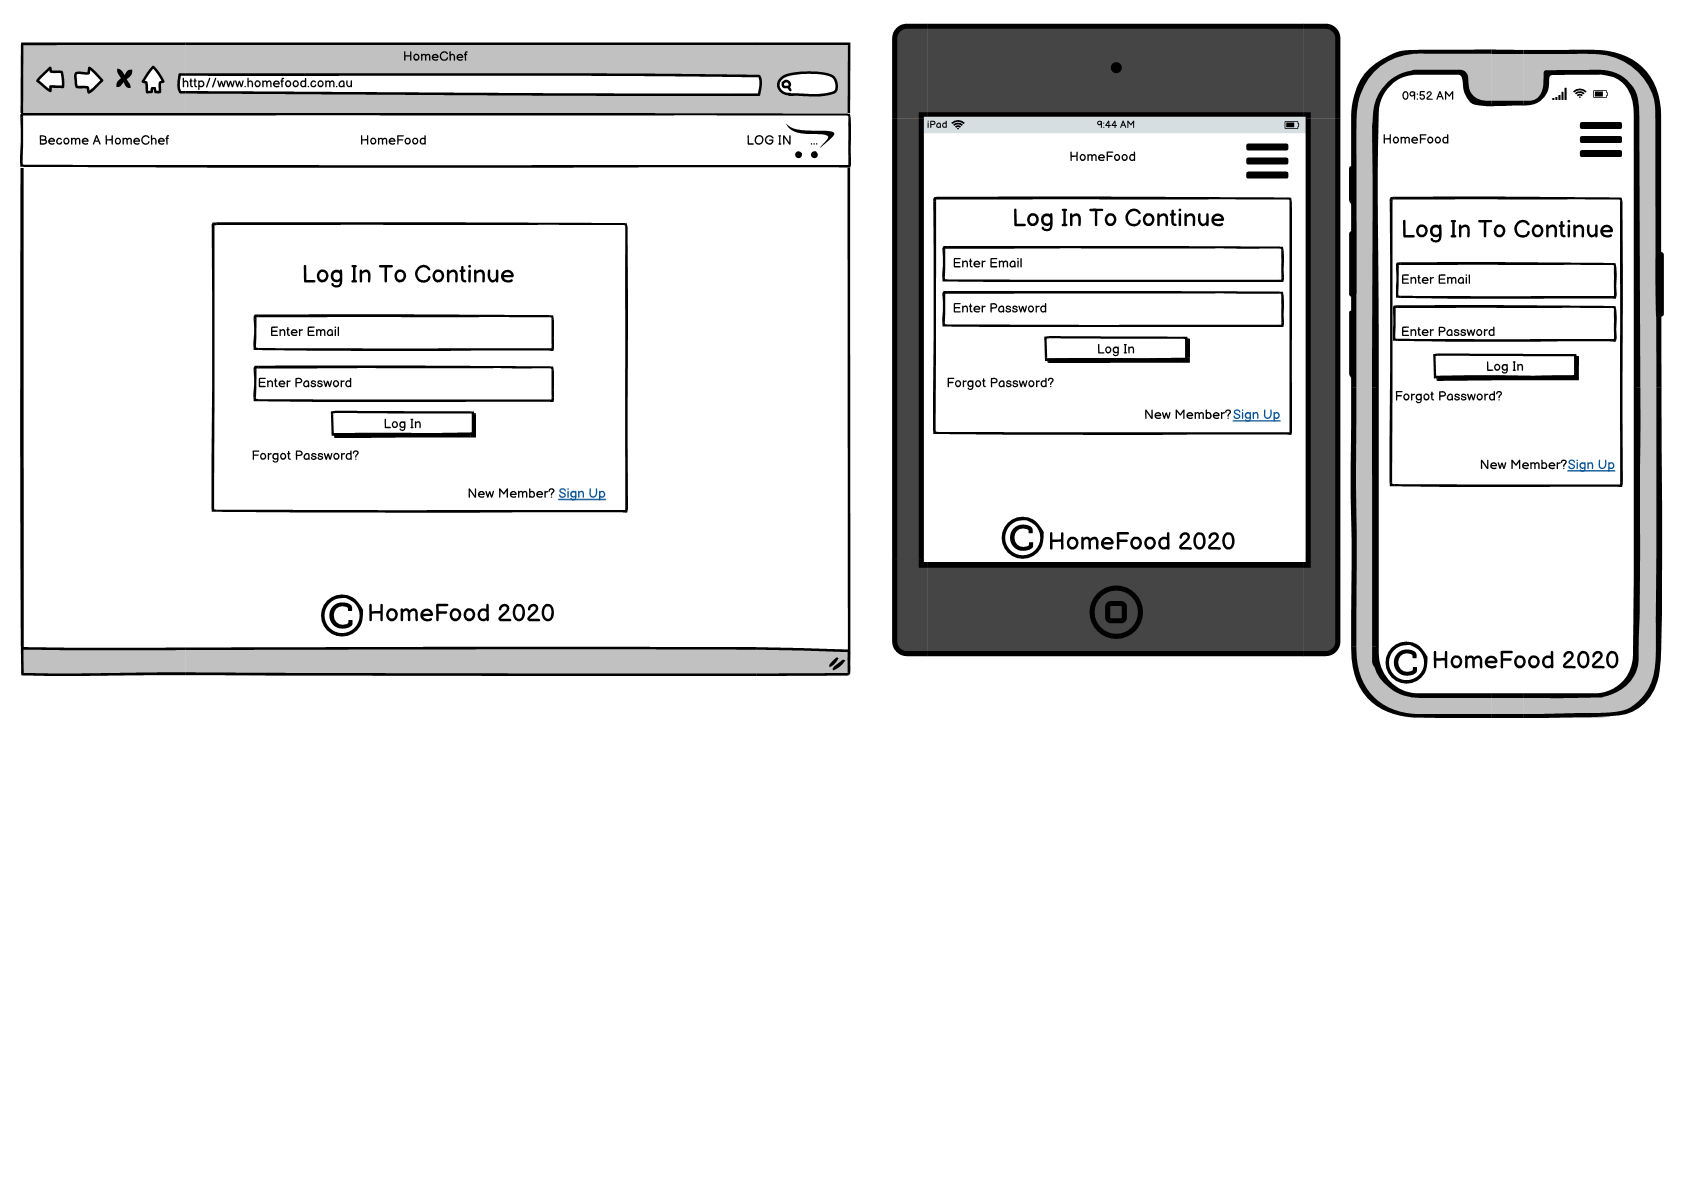 HomeChef
http//www.homefood.com.au
Become A HomeChef HomeFood LOG IN ...
Log In To Continue
Enter Email
Enter Password
Log In
Forgot Password?
New Member? Sign Up
© HomeFood 2020
iPad 9:44 AM
HomeFood
Log In To Continue
Enter Email
Enter Password
Log In
Forgot Password?
New Member? Sign Up
© HomeFood 2020
09:52 AM
HomeFood
Log In To Continue
Enter Email
Enter Password
Log In
Forgot Password?
New Member? Sign Up
© HomeFood 2020